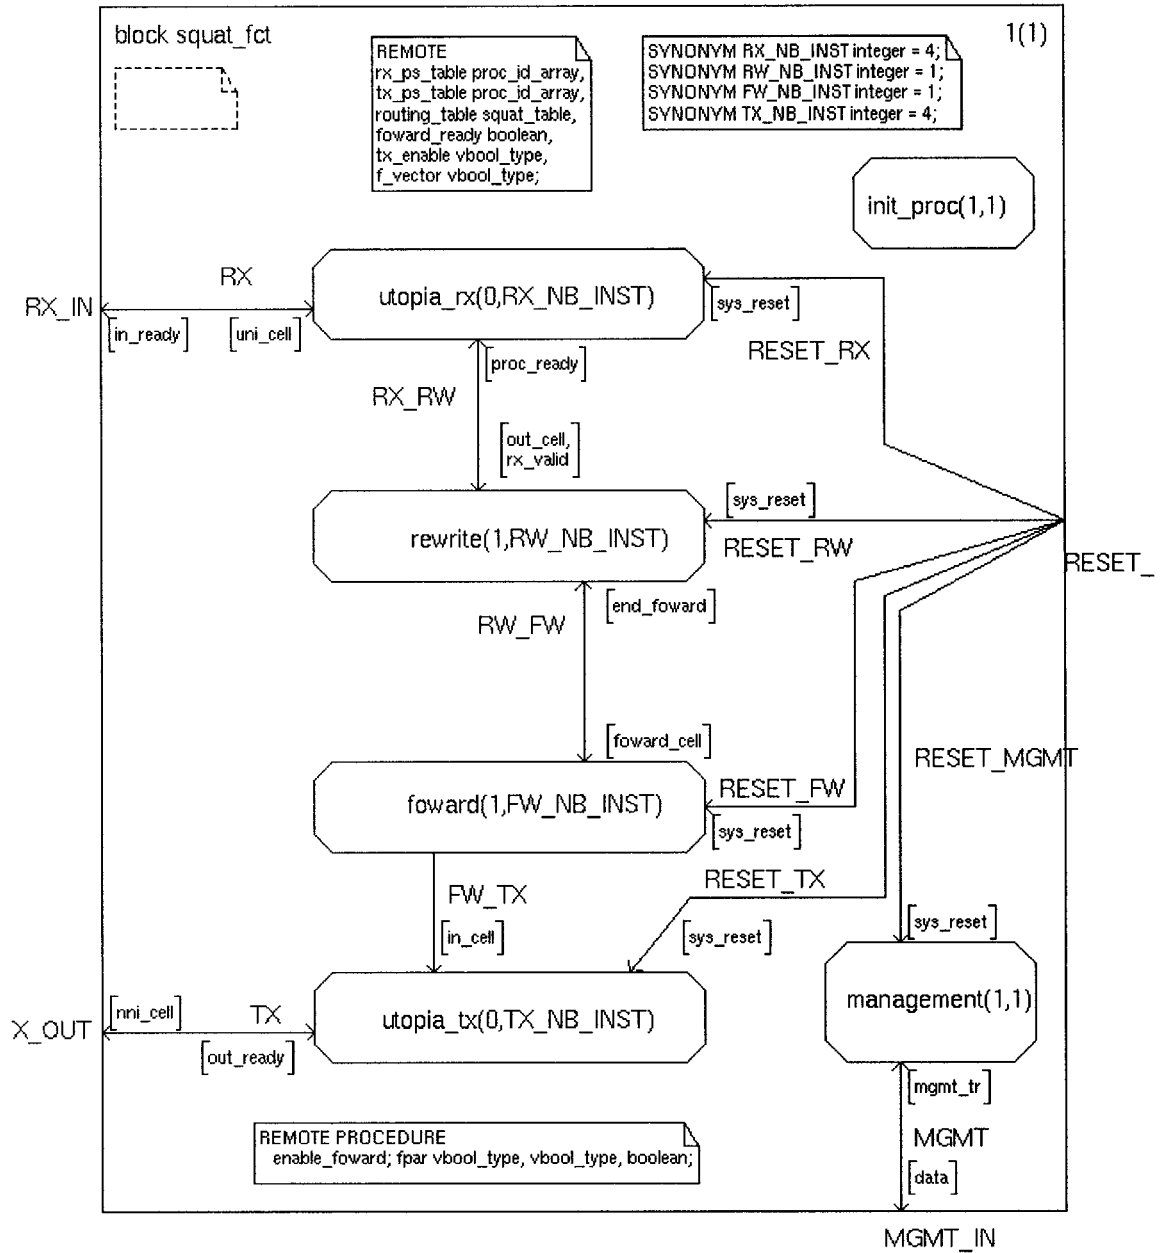 block squat_fct
1(1)
REMOTE
rx_ps_table proc_id_array,
tx_ps_table proc_id_array,
routing_table squat_table,
foward_ready boolean,
tx_enable vbool_type,
f_vector vbool_type;
SYNONYM RX_NB_INST integer = 4;
SYNONYM RW_NB_INST integer = 1;
SYNONYM FW_NB_INST integer = 1;
SYNONYM TX_NB_INST integer = 4;
init_proc(1,1)
RX
RX_IN
[in_ready]
[uni_cell]
utopia_rx(0,RX_NB_INST)
[sys_reset]
RESET_RX
[proc_ready]
RX_RW
[out_cell,
rx_valid]
[sys_reset]
rewrite(1,RW_NB_INST)
RESET_RW
RESET_
[end_foward]
RW_FW
[foward_cell]
RESET_MGMT
RESET_FW
foward(1,FW_NB_INST)
[sys_reset]
RESET_TX
FW_TX
[in_cell]
[sys_reset]
[sys_reset]
management(1,1)
[nni_cell]
TX
X_OUT
utopia_tx(0,TX_NB_INST)
[out_ready]
[mgmt_tr]
MGMT
[data]
REMOTE PROCEDURE
enable_foward; fpar vbool_type, vbool_type, boolean;
MGMT_IN